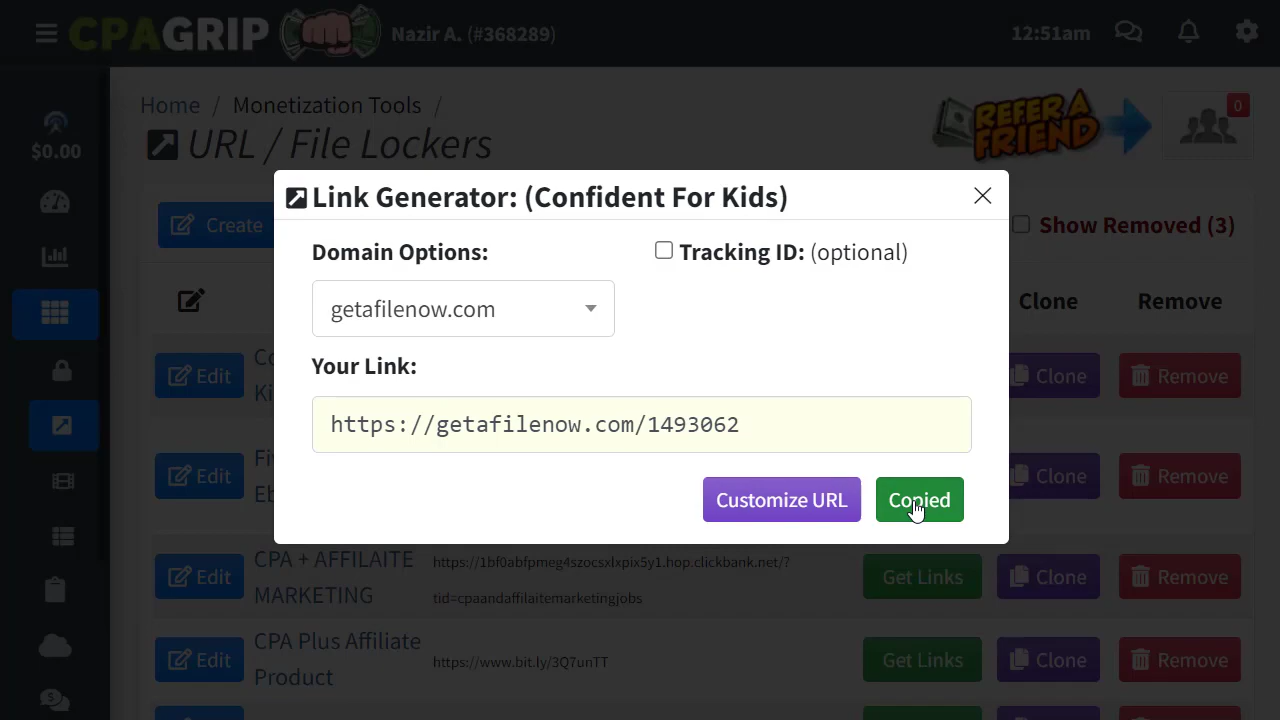 CPAGRIP
Nazir A. (#368289)
12:51am
Home / Monetization Tools /
URL / File Lockers
REFER A
FRIEND
0
$0.00
Create
Show Removed (3)
Link Generator: (Confident For Kids)
Domain Options:
Tracking ID: (optional)
getafilenow.com
Your Link:
https://getafilenow.com/1493062
Customize URL
Copied
Clone
Remove
Edit
Co
Ki
Clone
Remove
Edit
Fi
Eb
Clone
Remove
Edit
CPA + AFFILAITE
MARKETING
https://1bf0abfpmeg4szocsxlxpix5y1.hop.clickbank.net/?
tid=cpaandaffilaitemarketingjobs
Get Links
Clone
Remove
Edit
CPA Plus Affiliate
Product
https://www.bit.ly/3Q7unTT
Get Links
Clone
Remove